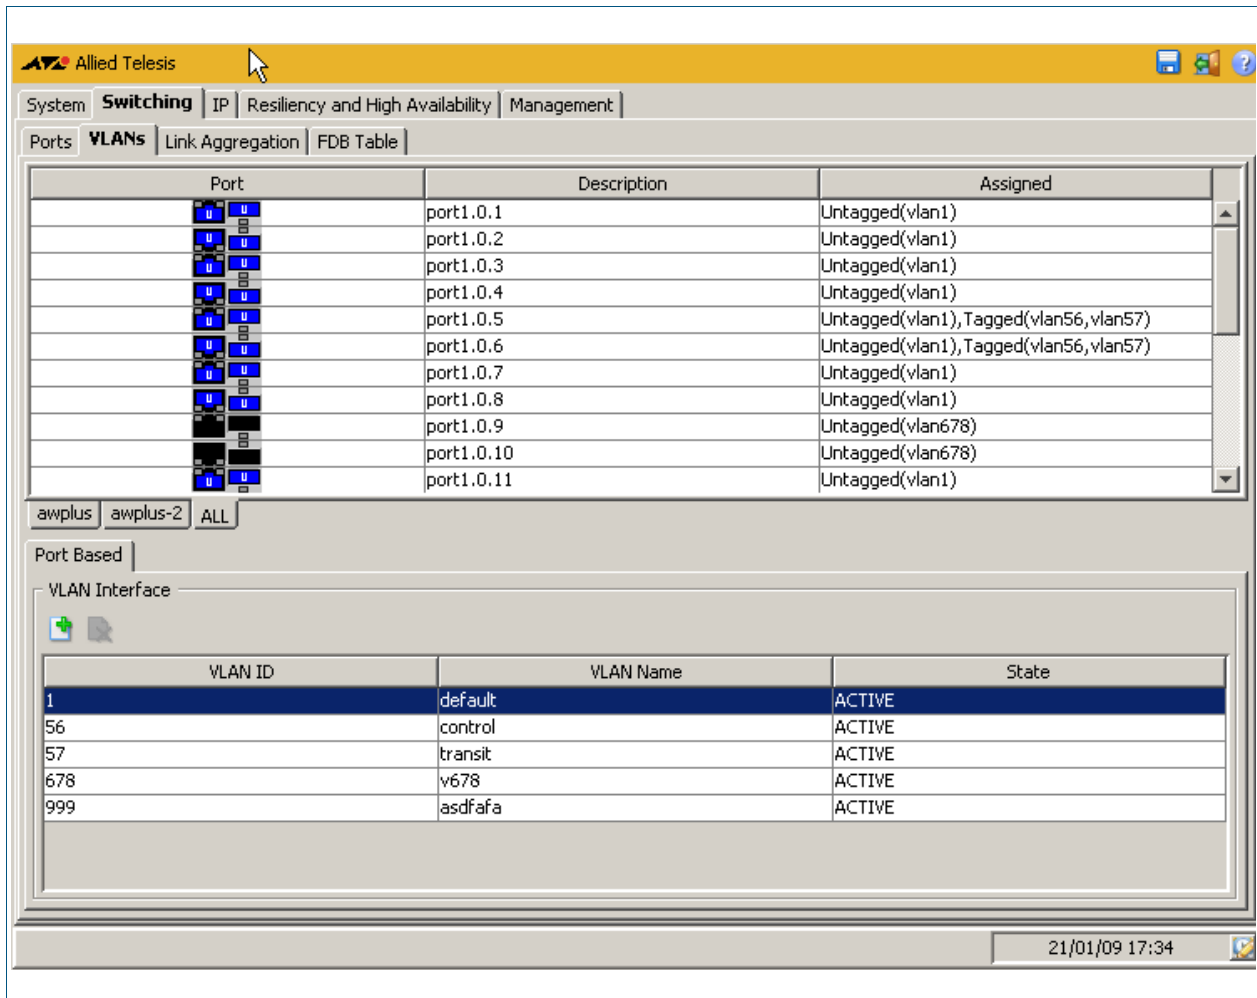 Allied Telesis
System Switching IP Resiliency and High Availability Management
Ports VLANs Link Aggregation FDB Table
Port Description Assigned
U U port1.0.1 Untagged(vlan1)
U U port1.0.2 Untagged(vlan1)
U U port1.0.3 Untagged(vlan1)
U U port1.0.4 Untagged(vlan1)
U U port1.0.5 Untagged(vlan1),Tagged(vlan56,vlan57)
U U port1.0.6 Untagged(vlan1),Tagged(vlan56,vlan57)
U U port1.0.7 Untagged(vlan1)
U U port1.0.8 Untagged(vlan1)
port1.0.9 Untagged(vlan678)
port1.0.10 Untagged(vlan678)
U U port1.0.11 Untagged(vlan1)
awplus awplus-2 ALL
Port Based
VLAN Interface
VLAN ID VLAN Name State
1 default ACTIVE
56 control ACTIVE
57 transit ACTIVE
678 v678 ACTIVE
999 asdfafa ACTIVE
21/01/09 17:34